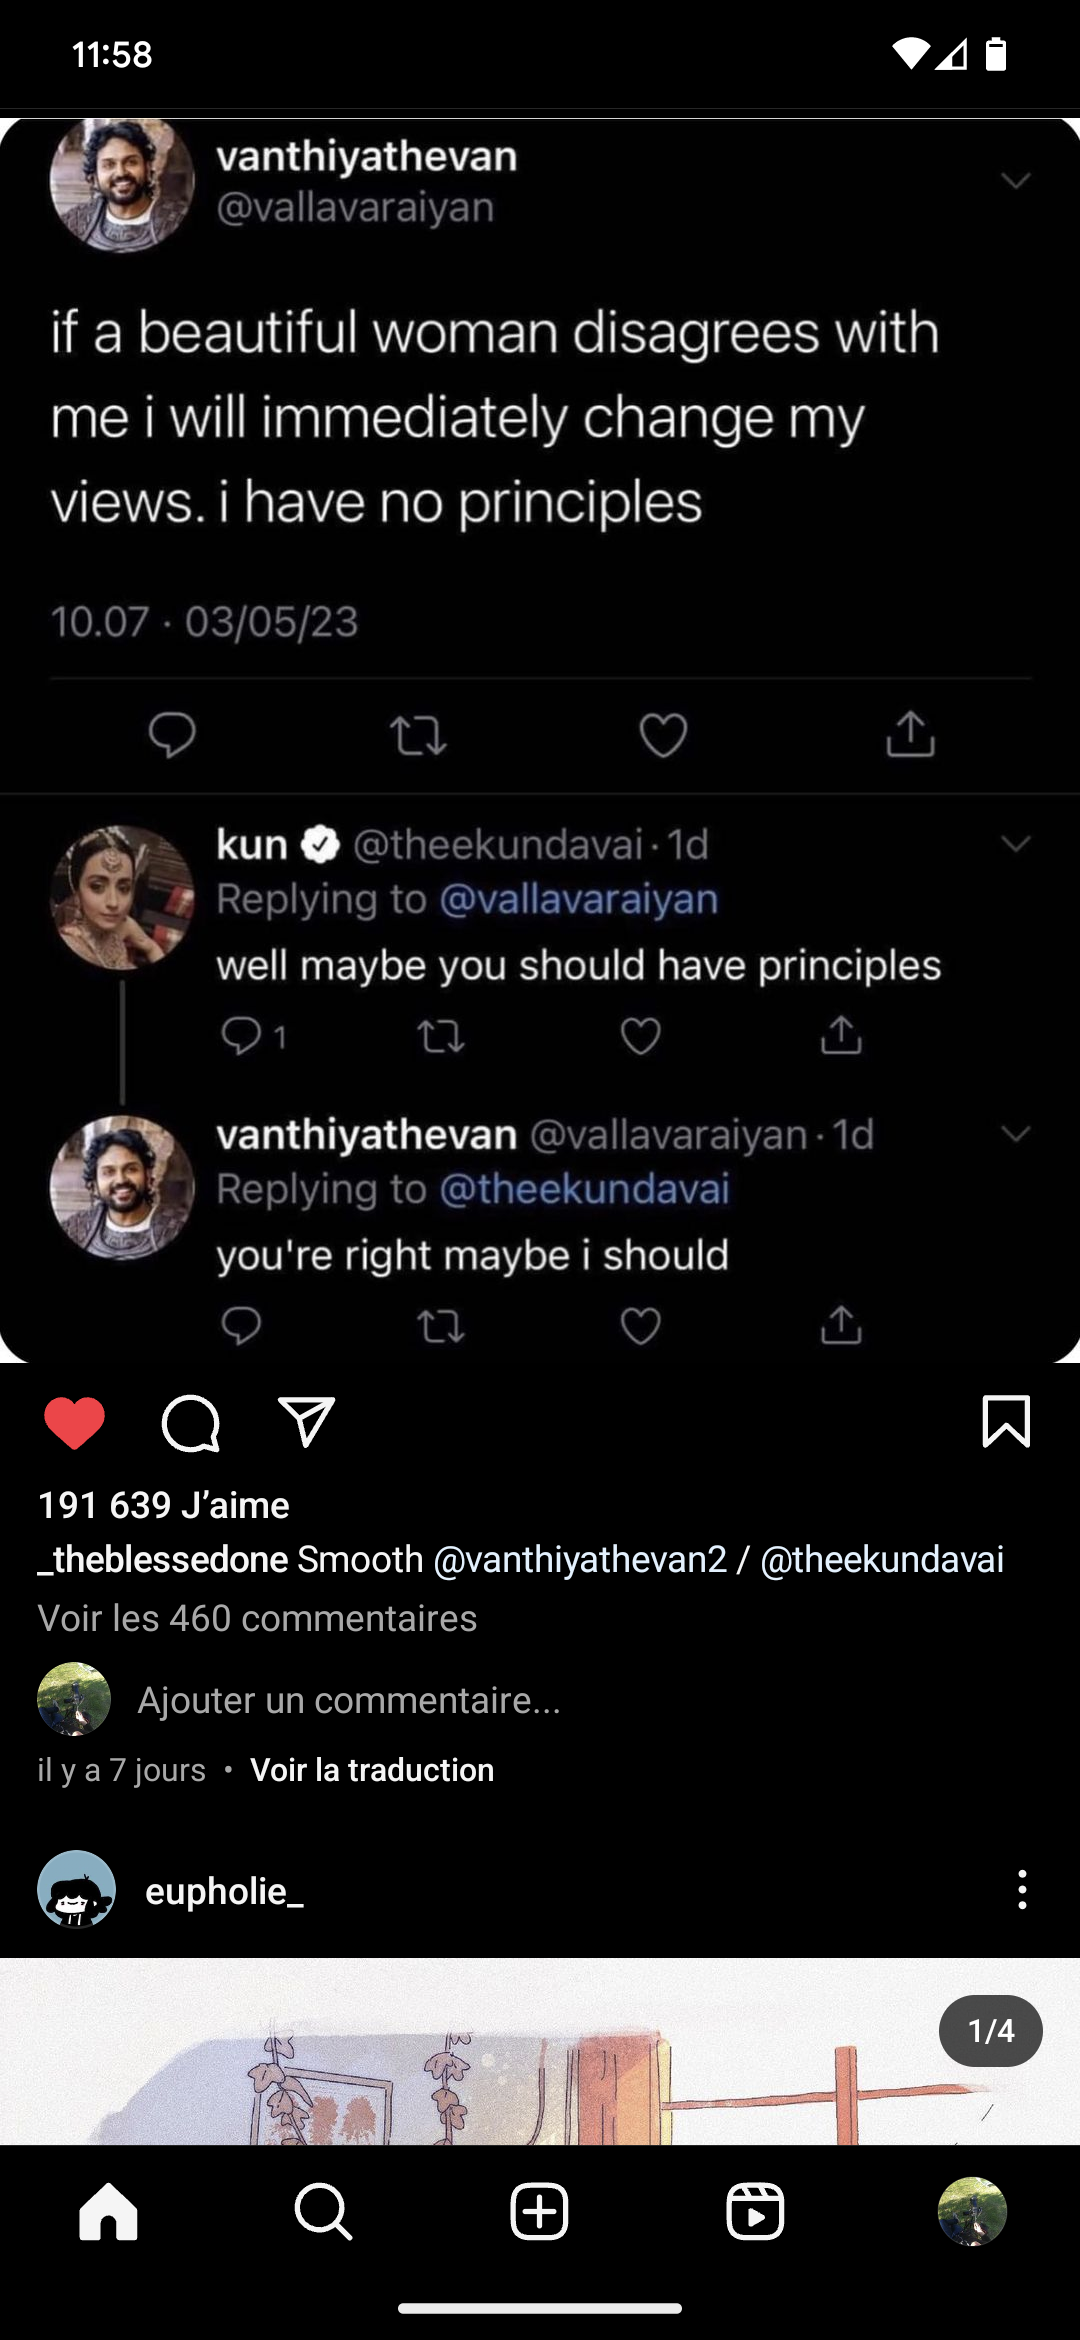 11:58
vanthiyathevan
@vallavaraiyan
if a beautiful woman disagrees with
me i will immediately change my
views. i have no principles
10.07 · 03/05/23
kun @theekundavai · 1d
Replying to @vallavaraiyan
well maybe you should have principles
1
vanthiyathevan @vallavaraiyan · 1d
Replying to @theekundavai
you're right maybe i should
191 639 J’aime
_theblessedone Smooth @vanthiyathevan2 / @theekundavai
Voir les 460 commentaires
Ajouter un commentaire...
il y a 7 jours • Voir la traduction
eupholie_
1/4